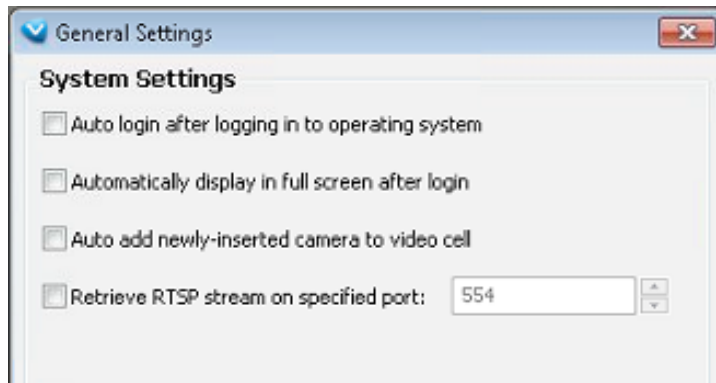 General Settings
System Settings
Auto login after logging in to operating system
Automatically display in full screen after login
Auto add newly-inserted camera to video cell
Retrieve RTSP stream on specified port: 554